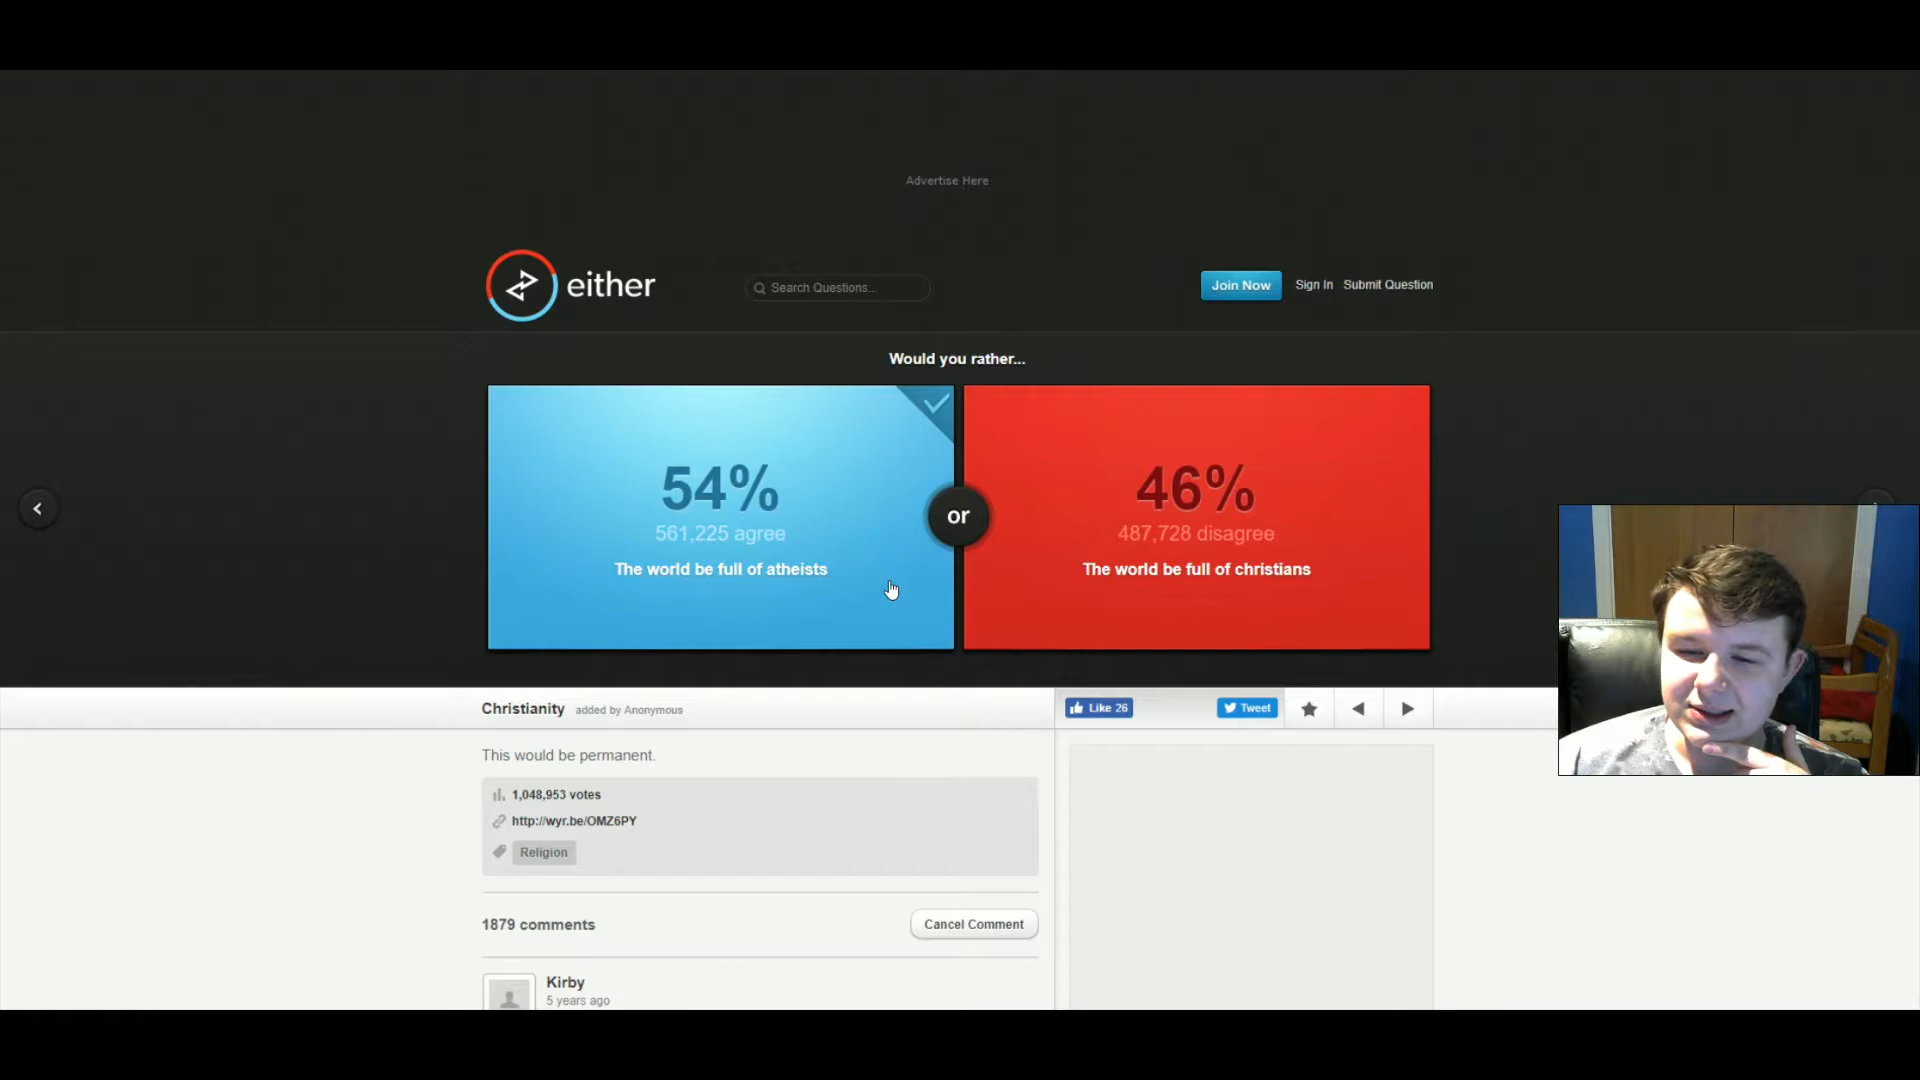 Advertise Here
either
Search Questions...
Join Now
Sign In
Submit Question
Would you rather...
54%
561,225 agree
The world be full of atheists
or
46%
487,728 disagree
The world be full of christians
Christianity added by Anonymous
Like 26
Tweet
This would be permanent.
1,048,953 votes
http://wyr.be/OMZ6PY
Religion
1879 comments
Cancel Comment
Kirby
5 years ago